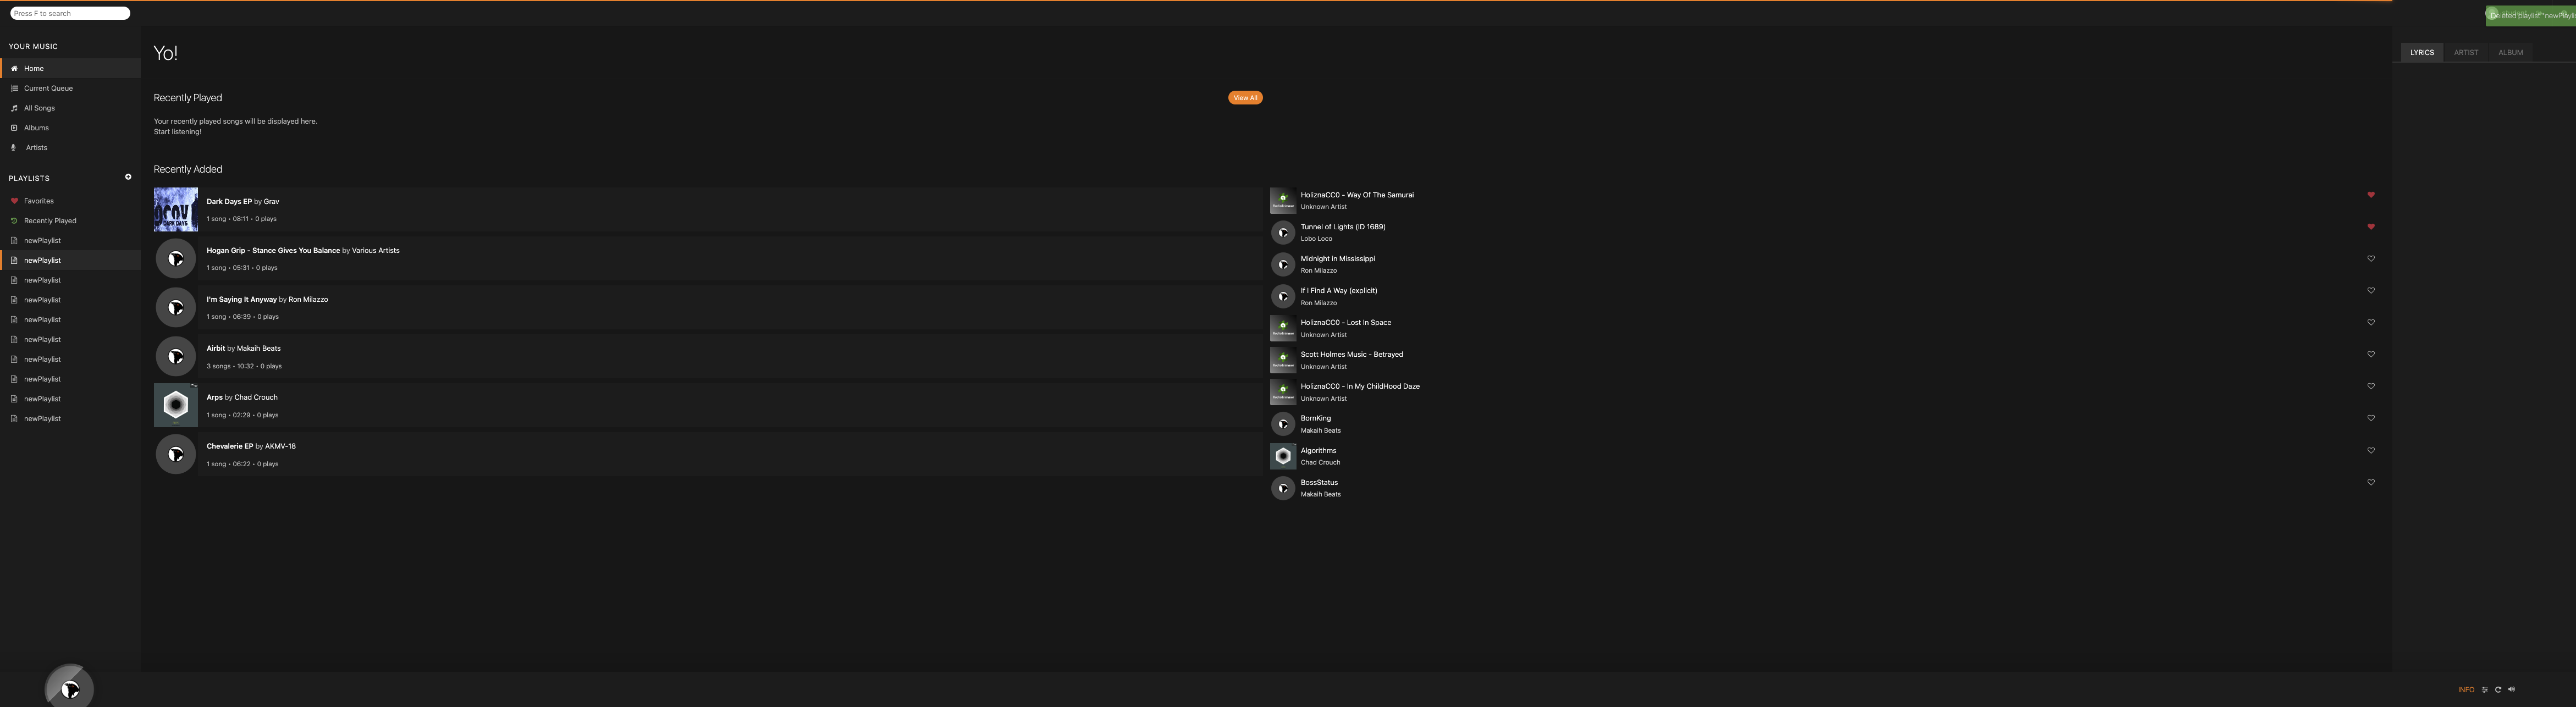 Press F to search
Deleted playlist "newPlaylis
YOUR MUSIC
Home
Current Queue
All Songs
Albums
Artists
PLAYLISTS
Favorites
Recently Played
newPlaylist
newPlaylist
newPlaylist
newPlaylist
newPlaylist
newPlaylist
newPlaylist
newPlaylist
newPlaylist
newPlaylist
Yo!
Recently Played
View All
Your recently played songs will be displayed here.
Start listening!
Recently Added
Dark Days EP by Grav
1 song • 08:11 • 0 plays
Hogan Grip - Stance Gives You Balance by Various Artists
1 song • 05:31 • 0 plays
I'm Saying It Anyway by Ron Milazzo
1 song • 06:39 • 0 plays
Airbit by Makaih Beats
3 songs • 10:32 • 0 plays
Arps by Chad Crouch
1 song • 02:29 • 0 plays
Chevalerie EP by AKMV-18
1 song • 06:22 • 0 plays
HoliznaCC0 - Way Of The Samurai
Unknown Artist
Tunnel of Lights (ID 1689)
Lobo Loco
Midnight in Mississippi
Ron Milazzo
If I Find A Way (explicit)
Ron Milazzo
HoliznaCC0 - Lost In Space
Unknown Artist
Scott Holmes Music - Betrayed
Unknown Artist
HoliznaCC0 - In My ChildHood Daze
Unknown Artist
BornKing
Makaih Beats
Algorithms
Chad Crouch
BossStatus
Makaih Beats
LYRICS
ARTIST
ALBUM
INFO